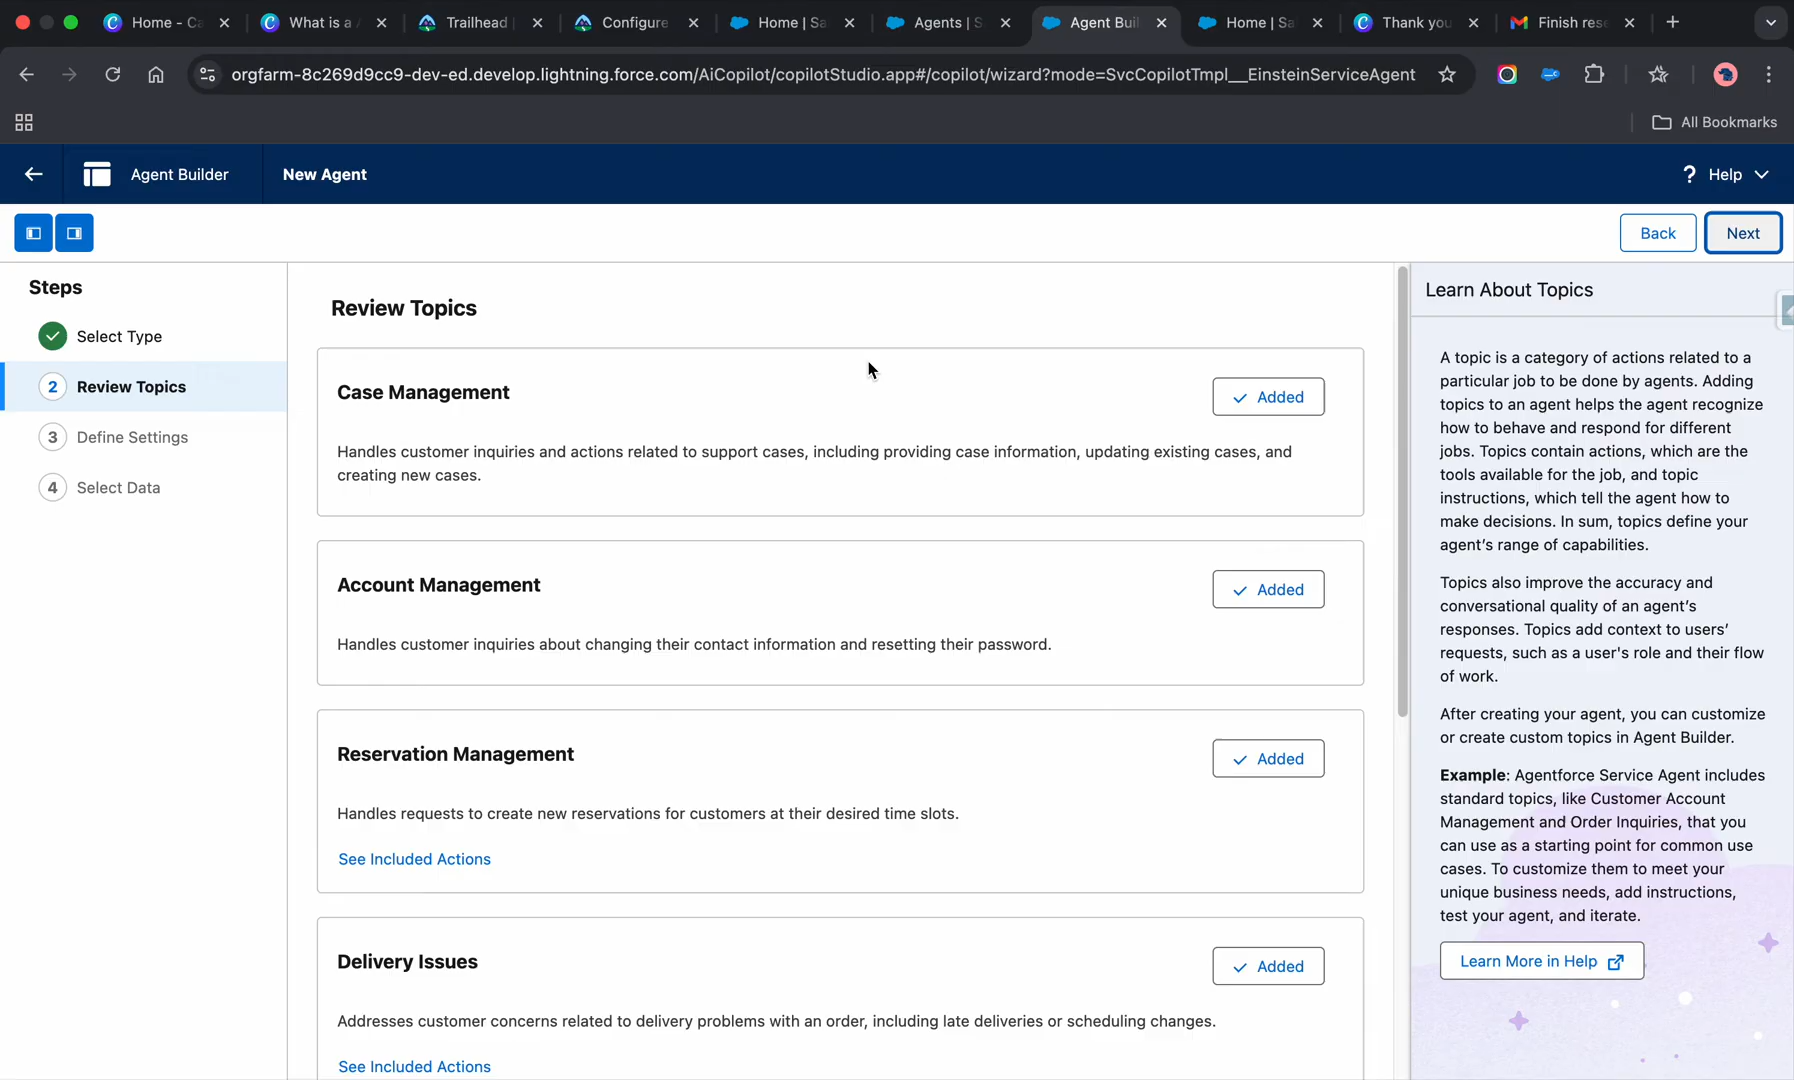 Home - Ca
What is a
Trailhead
Configure
Home | Sa
Agents | S
Agent Buil
Home | Sa
Thank you
Finish res
orgfarm-8c269d9cc9-dev-ed.develop.lightning.force.com/AiCopilot/copilotStudio.app#/copilot/wizard?mode=SvcCopilotTmpl__EinsteinServiceAgent
All Bookmarks
Agent Builder
New Agent
? Help
Back
Next
Steps
Select Type
2 Review Topics
3 Define Settings
4 Select Data
Review Topics
Case Management
Added
Handles customer inquiries and actions related to support cases, including providing case information, updating existing cases, and
creating new cases.
Account Management
Added
Handles customer inquiries about changing their contact information and resetting their password.
Reservation Management
Added
Handles requests to create new reservations for customers at their desired time slots.
See Included Actions
Delivery Issues
Added
Addresses customer concerns related to delivery problems with an order, including late deliveries or scheduling changes.
See Included Actions
Learn About Topics
A topic is a category of actions related to a
particular job to be done by agents. Adding
topics to an agent helps the agent recognize
how to behave and respond for different
jobs. Topics contain actions, which are the
tools available for the job, and topic
instructions, which tell the agent how to
make decisions. In sum, topics define your
agent's range of capabilities.
Topics also improve the accuracy and
conversational quality of an agent's
responses. Topics add context to users'
requests, such as a user's role and their flow
of work.
After creating your agent, you can customize
or create custom topics in Agent Builder.
Example: Agentforce Service Agent includes
standard topics, like Customer Account
Management and Order Inquiries, that you
can use as a starting point for common use
cases. To customize them to meet your
unique business needs, add instructions,
test your agent, and iterate.
Learn More in Help